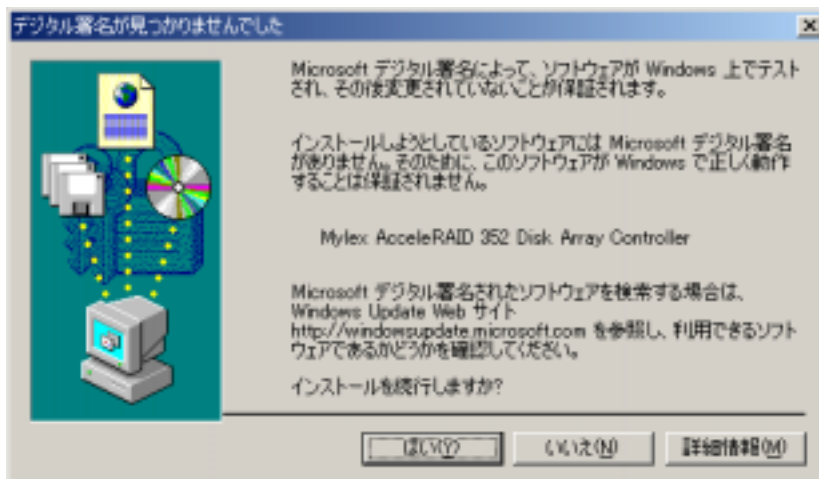 デジタル署名が見つかりませんでした
Microsoft デジタル署名によって、ソフトウェアが Windows 上でテスト
され、その後変更されていないことが保証されます。
インストールしようとしているソフトウェアには Microsoft デジタル署名
がありません。そのために、このソフトウェアが Windows で正しく動作
することは保証されません。
Mylex AcceleRAID 352 Disk Array Controller
Microsoft デジタル署名されたソフトウェアを検索する場合は、
Windows Update Web サイト
http://windowsupdate.microsoft.com を参照し、利用できるソフト
ウェアであるかどうかを確認してください。
インストールを続行しますか?
はい(Y)
いいえ(N)
詳細情報(M)